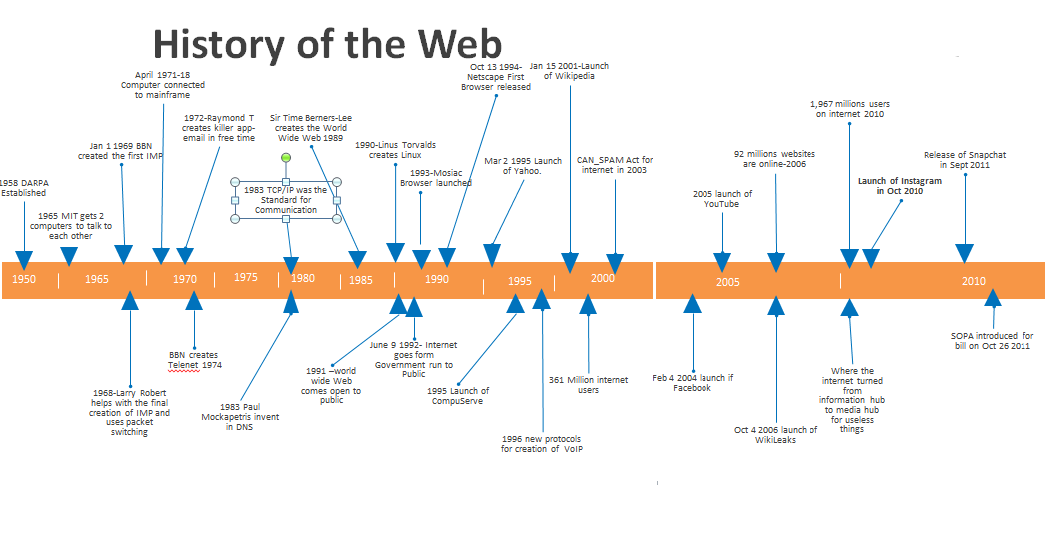 History of the Web
Oct 13 1994-
Netscape First
Browser released
Jan 15 2001-Launch
of Wikipedia
April 1971-18
Computer connected
to mainframe
1,967 millions users
on internet 2010
1972-Raymond T
creates killer app-
email in free time
Sir Time Berners-Lee
creates the World
Wide Web 1989
Jan 1 1969 BBN
created the first IMP
1990-Linus Torvalds
creates Linux
92 millions websites
are online-2006
Release of Snapchat
in Sept 2011
Mar 2 1995 Launch
of Yahoo.
CAN_SPAM Act for
internet in 2003
1993-Mosiac
Browser launched
1958 DARPA
Established
1983 TCP/IP was the
Standard for
Communication
Launch of Instagram
in Oct 2010
2005 launch of
YouTube
1965 MIT gets 2
computers to talk to
each other
1950 1965 1970 1975 1980 1985 1990 1995 2000 2005 2010
BBN creates
Telenet 1974
June 9 1992- Internet
goes form
Government run to
Public
SOPA introduced for
bill on Oct 26 2011
1991 –world
wide Web
comes open to
public
Where the
internet turned
from
information hub
to media hub
for useless
things
361 Million internet
users
Feb 4 2004 launch if
Facebook
1968-Larry Robert
helps with the final
creation of IMP and
uses packet
switching
1995 Launch of
CompuServe
1983 Paul
Mockapetris invent
in DNS
Oct 4 2006 launch of
WikiLeaks
1996 new protocols
for creation of VoIP